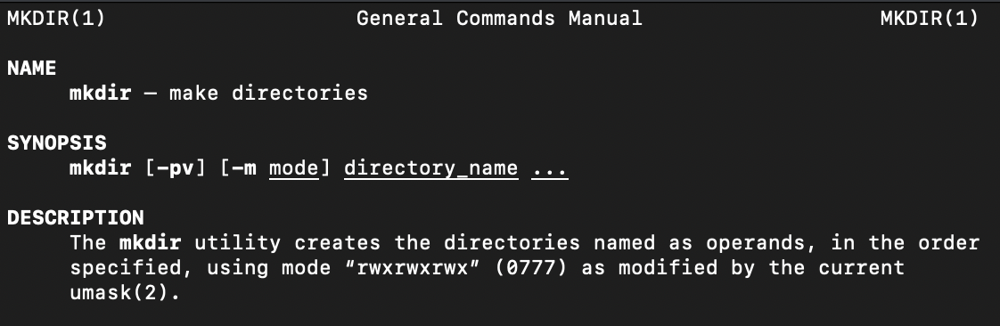 MKDIR(1) General Commands Manual MKDIR(1)
NAME
mkdir – make directories
SYNOPSIS
mkdir [-pv] [-m mode] directory_name ...
DESCRIPTION
The mkdir utility creates the directories named as operands, in the order
specified, using mode “rwxrwxrwx” (0777) as modified by the current
umask(2).